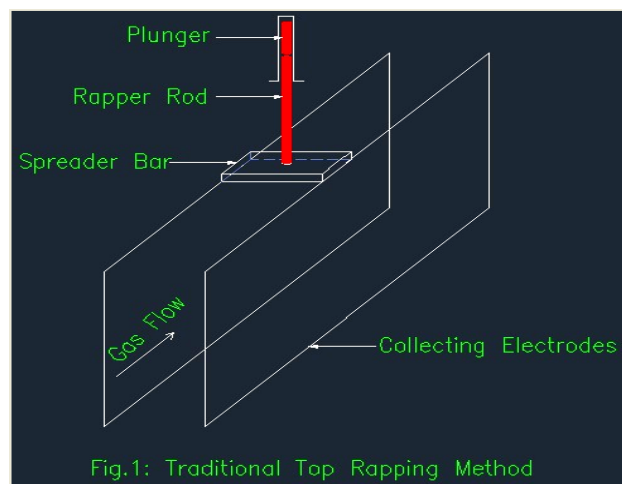 Plunger
Rapper Rod
Spreader Bar
Gas Flow
Collecting Electrodes
Fig.1: Traditional Top Rapping Method